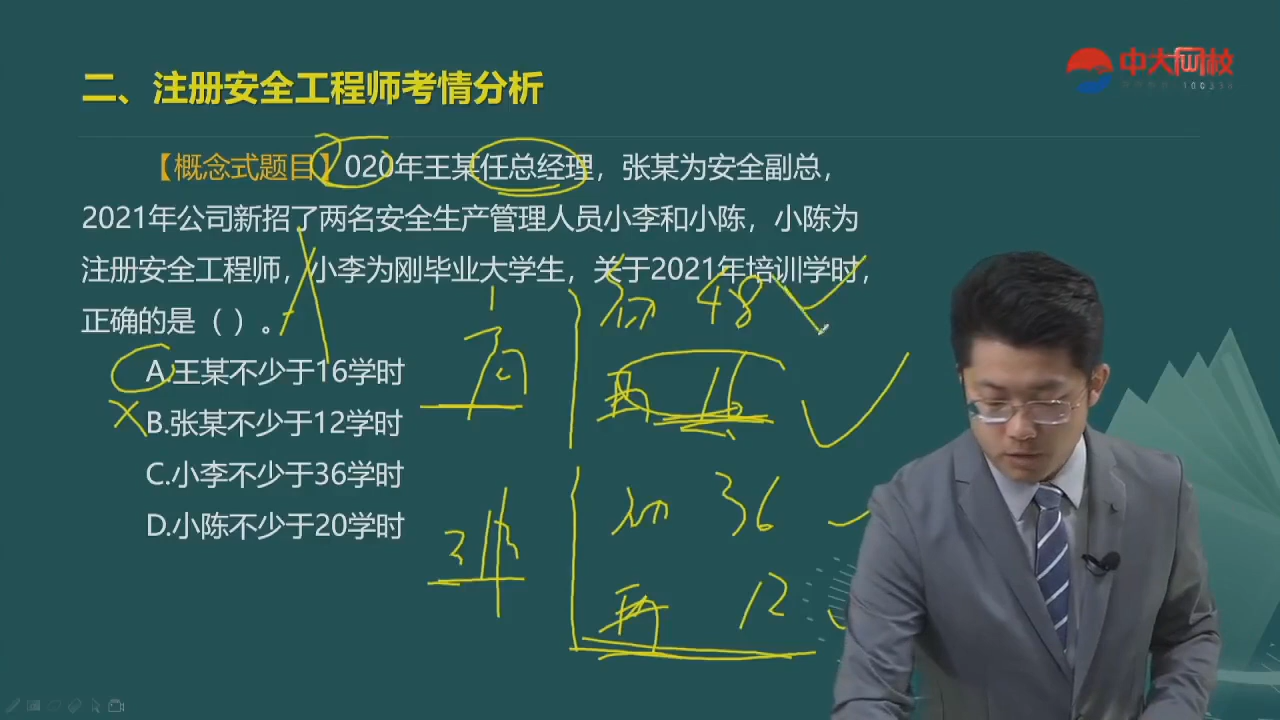 中大网校
二、注册安全工程师考情分析
【概念式题目】020年王某任总经理，张某为安全副总，
2021年公司新招了两名安全生产管理人员小李和小陈，小陈为
注册安全工程师，小李为刚毕业大学生，关于2021年培训学时，
正确的是（ ）。
A.王某不少于16学时
B.张某不少于12学时
C.小李不少于36学时
D.小陈不少于20学时
高
初 48
再 16
非
初 36
再 12